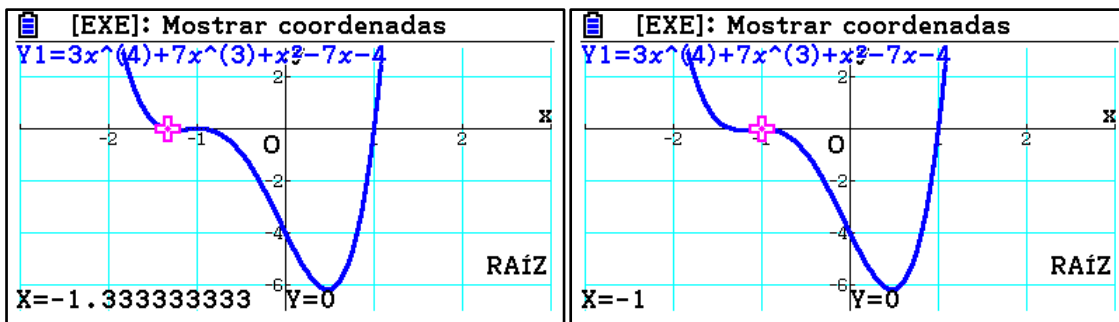 [EXE]: Mostrar coordenadas
Y1=3x^(4)+7x^(3)+x²-7x-4
y
2
x
-2
-1
O
1
2
-2
-4
RAÍZ
-6
X=-1.333333333
Y=0
[EXE]: Mostrar coordenadas
Y1=3x^(4)+7x^(3)+x²-7x-4
y
2
x
-2
-1
O
1
2
-2
-4
RAÍZ
-6
X=-1
Y=0